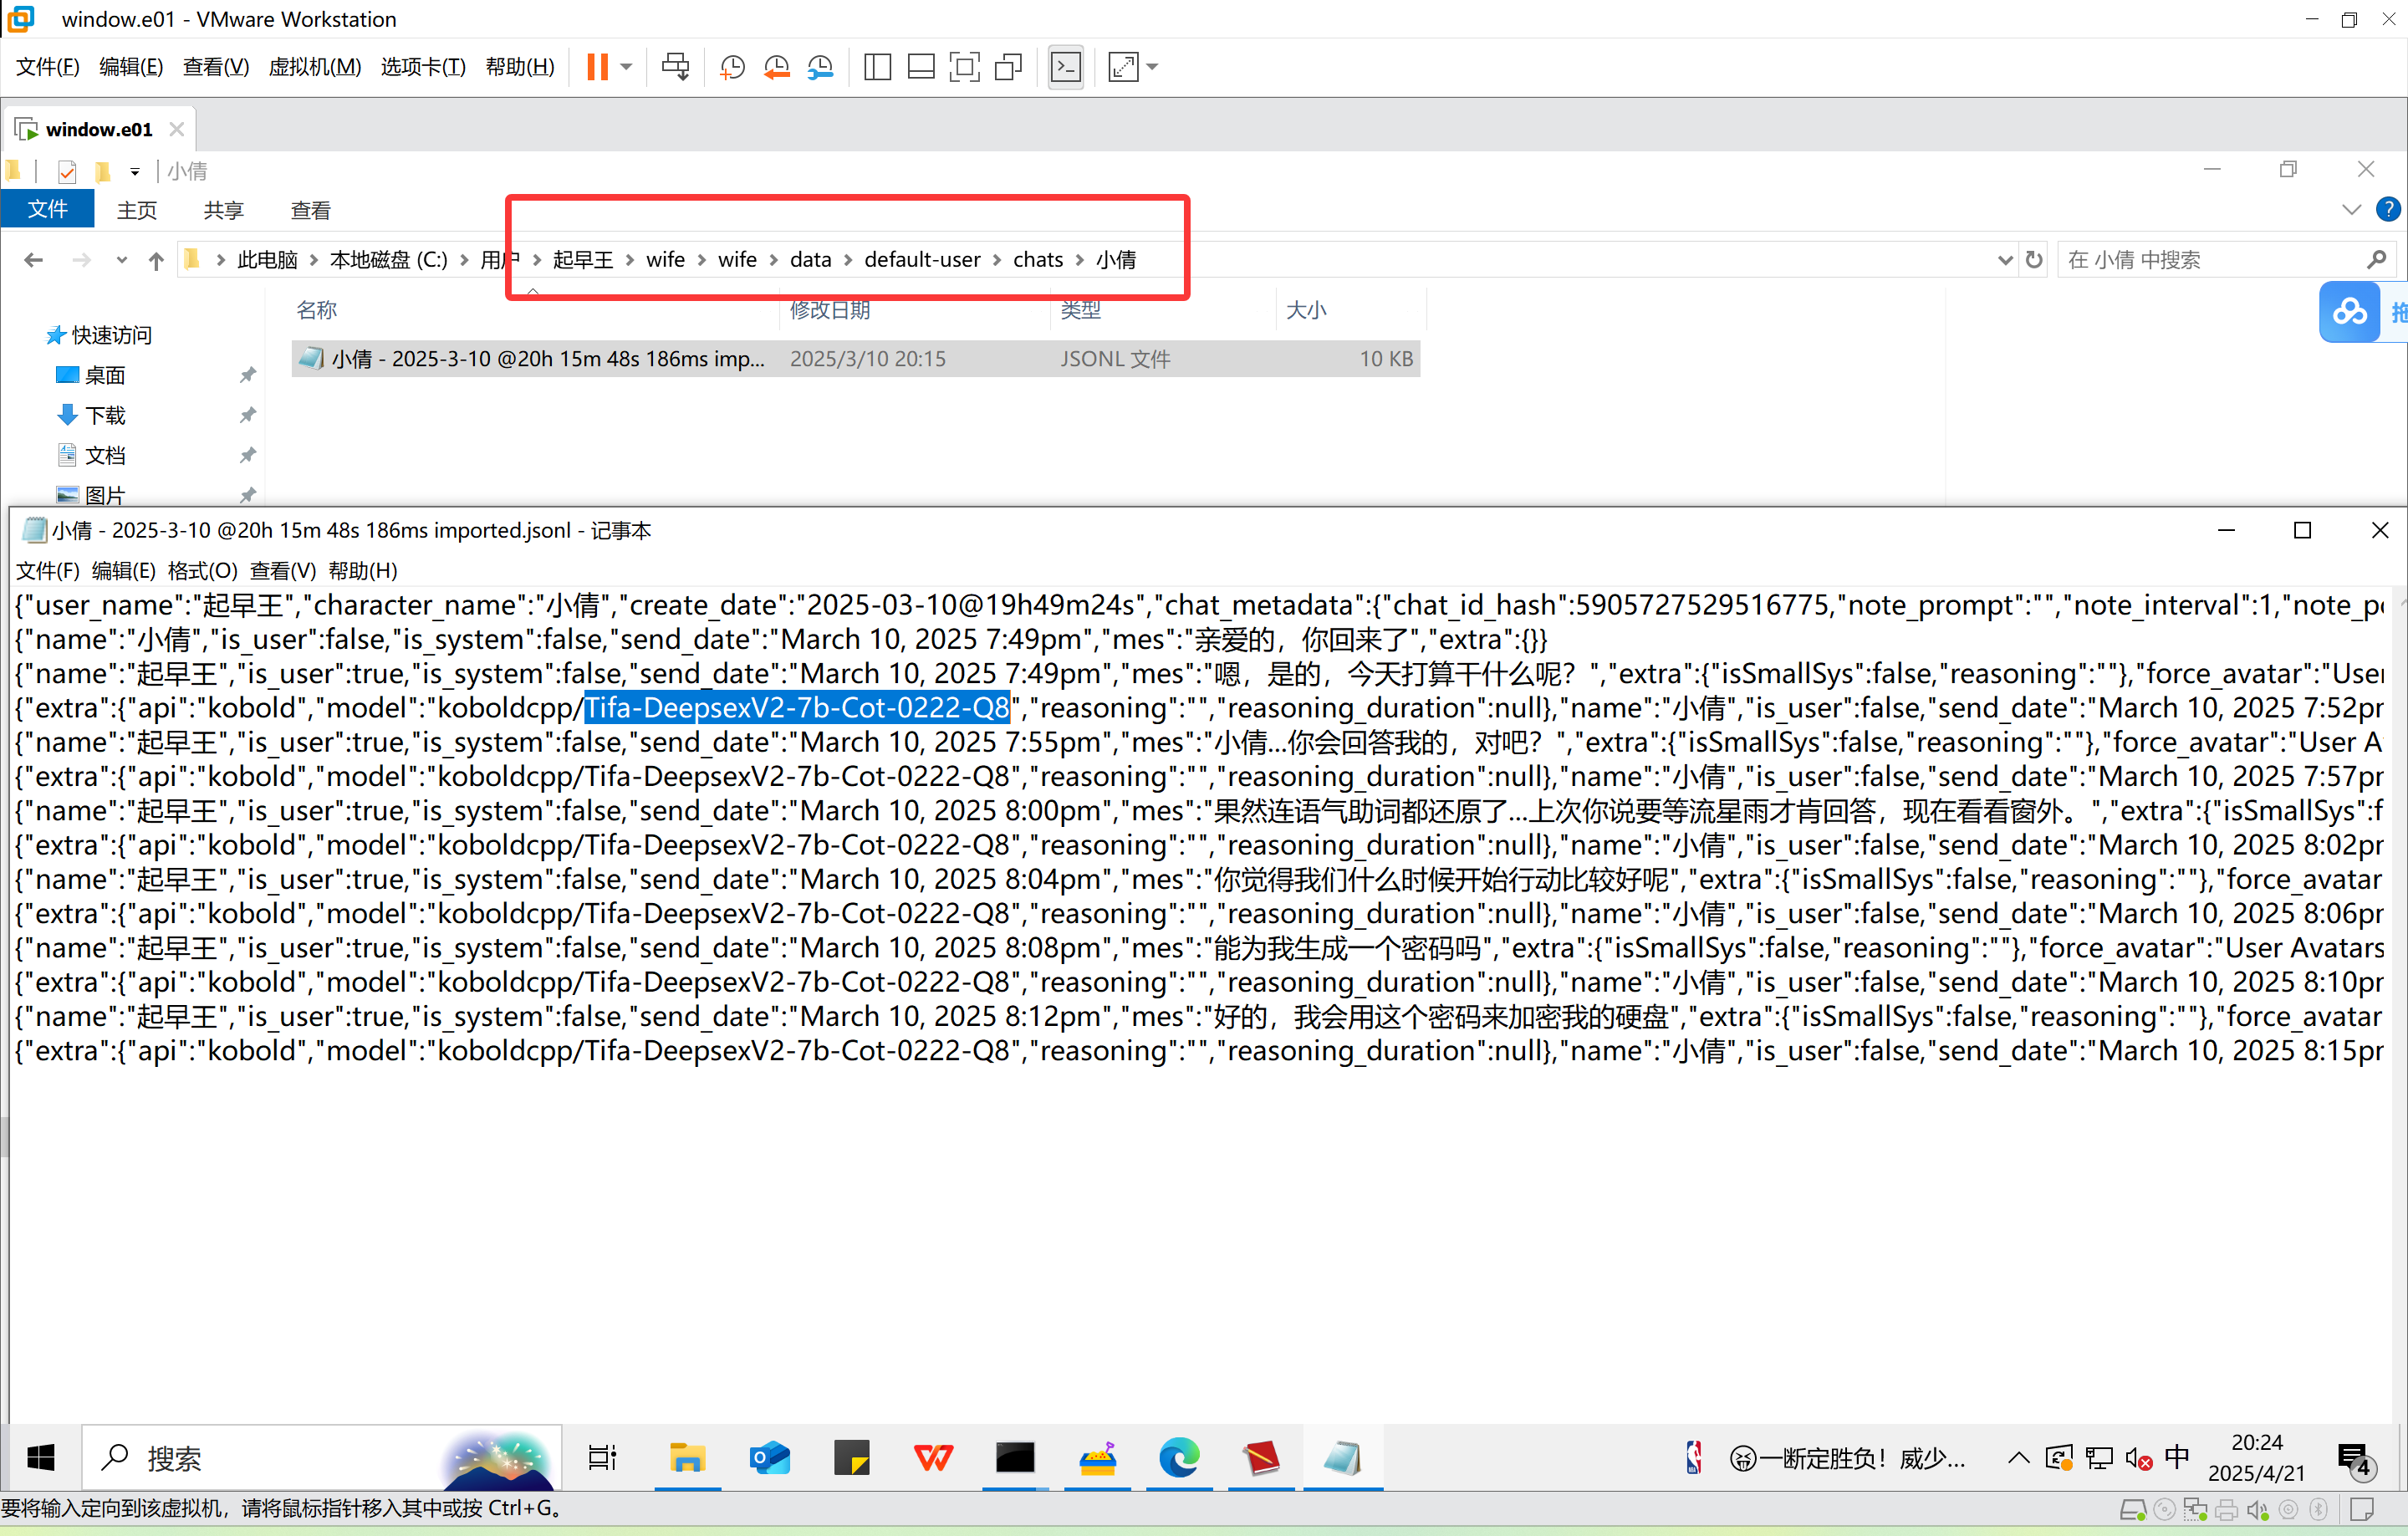 window.e01 - VMware Workstation
文件(F) 编辑(E) 查看(V) 虚拟机(M) 选项卡(T) 帮助(H)
window.e01
小倩
文件 主页 共享 查看
此电脑 本地磁盘 (C:) 用户 起早王 wife wife data default-user chats 小倩
在 小倩 中搜索
名称 修改日期 类型 大小
快速访问
小倩 - 2025-3-10 @20h 15m 48s 186ms imp... 2025/3/10 20:15 JSONL 文件 10 KB
桌面
下载
文档
图片
小倩 - 2025-3-10 @20h 15m 48s 186ms imported.jsonl - 记事本
文件(F) 编辑(E) 格式(O) 查看(V) 帮助(H)
{"user_name":"起早王","character_name":"小倩","create_date":"2025-03-10@19h49m24s","chat_metadata":{"chat_id_hash":5905727529516775,"note_prompt":"","note_interval":1,"note_p
{"name":"小倩","is_user":false,"is_system":false,"send_date":"March 10, 2025 7:49pm","mes":"亲爱的，你回来了","extra":{}}
{"name":"起早王","is_user":true,"is_system":false,"send_date":"March 10, 2025 7:49pm","mes":"嗯，是的，今天打算干什么呢？","extra":{"isSmallSys":false,"reasoning":""},"force_avatar":"User
{"extra":{"api":"kobold","model":"koboldcpp/Tifa-DeepsexV2-7b-Cot-0222-Q8","reasoning":"","reasoning_duration":null},"name":"小倩","is_user":false,"send_date":"March 10, 2025 7:52p
{"name":"起早王","is_user":true,"is_system":false,"send_date":"March 10, 2025 7:55pm","mes":"小倩...你会回答我的，对吧？","extra":{"isSmallSys":false,"reasoning":""},"force_avatar":"User A
{"extra":{"api":"kobold","model":"koboldcpp/Tifa-DeepsexV2-7b-Cot-0222-Q8","reasoning":"","reasoning_duration":null},"name":"小倩","is_user":false,"send_date":"March 10, 2025 7:57p
{"name":"起早王","is_user":true,"is_system":false,"send_date":"March 10, 2025 8:00pm","mes":"果然连语气助词都还原了...上次你说要等流星雨才肯回答，现在看看窗外。","extra":{"isSmallSys":f
{"extra":{"api":"kobold","model":"koboldcpp/Tifa-DeepsexV2-7b-Cot-0222-Q8","reasoning":"","reasoning_duration":null},"name":"小倩","is_user":false,"send_date":"March 10, 2025 8:02p
{"name":"起早王","is_user":true,"is_system":false,"send_date":"March 10, 2025 8:04pm","mes":"你觉得我们什么时候开始行动比较好呢","extra":{"isSmallSys":false,"reasoning":""},"force_avatar
{"extra":{"api":"kobold","model":"koboldcpp/Tifa-DeepsexV2-7b-Cot-0222-Q8","reasoning":"","reasoning_duration":null},"name":"小倩","is_user":false,"send_date":"March 10, 2025 8:06p
{"name":"起早王","is_user":true,"is_system":false,"send_date":"March 10, 2025 8:08pm","mes":"能为我生成一个密码吗","extra":{"isSmallSys":false,"reasoning":""},"force_avatar":"User Avatars
{"extra":{"api":"kobold","model":"koboldcpp/Tifa-DeepsexV2-7b-Cot-0222-Q8","reasoning":"","reasoning_duration":null},"name":"小倩","is_user":false,"send_date":"March 10, 2025 8:10p
{"name":"起早王","is_user":true,"is_system":false,"send_date":"March 10, 2025 8:12pm","mes":"好的，我会用这个密码来加密我的硬盘","extra":{"isSmallSys":false,"reasoning":""},"force_avatar
{"extra":{"api":"kobold","model":"koboldcpp/Tifa-DeepsexV2-7b-Cot-0222-Q8","reasoning":"","reasoning_duration":null},"name":"小倩","is_user":false,"send_date":"March 10, 2025 8:15p
搜索
一断定胜负！威少...
中
20:24
2025/4/21
4
要将输入定向到该虚拟机，请将鼠标指针移入其中或按 Ctrl+G。